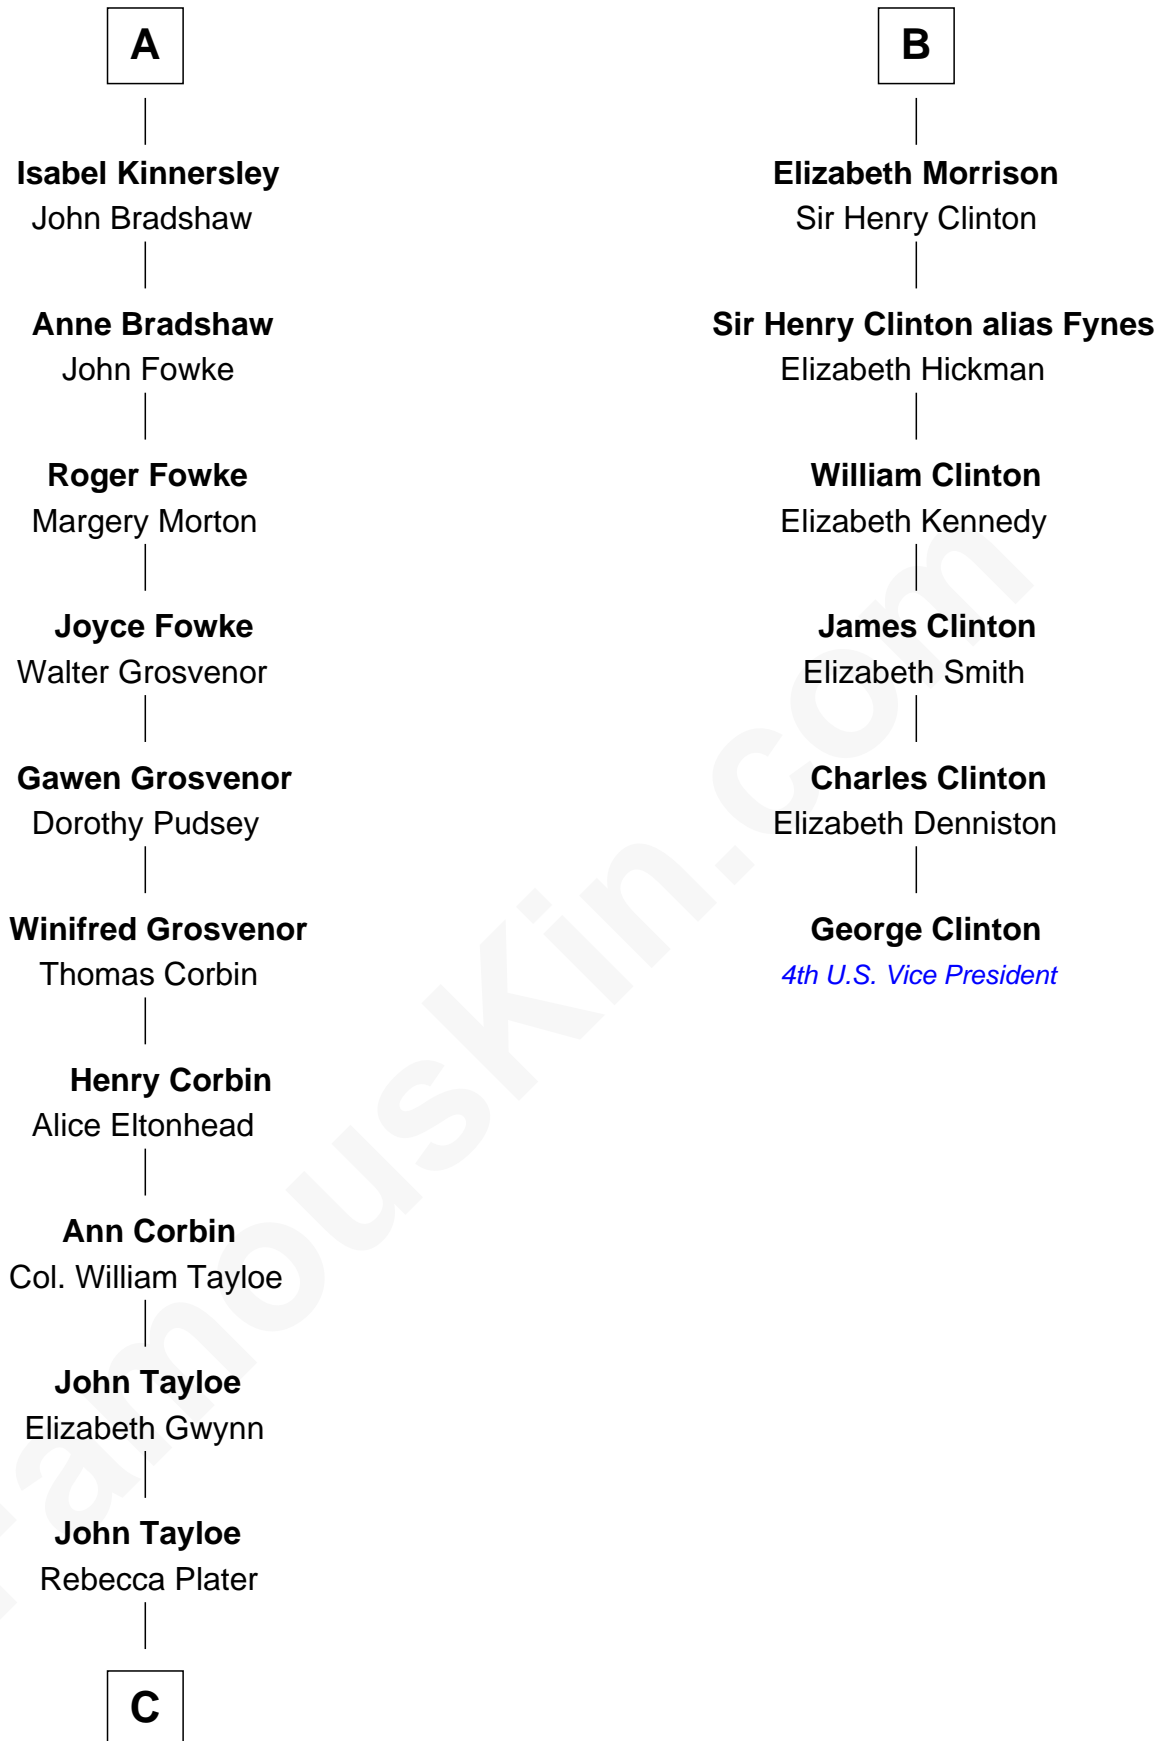 A
Isabel Kinnersley
John Bradshaw
Anne Bradshaw
John Fowke
Roger Fowke
Margery Morton
Joyce Fowke
Walter Grosvenor
Gawen Grosvenor
Dorothy Pudsey
Winifred Grosvenor
Thomas Corbin
Henry Corbin
Alice Eltonhead
Ann Corbin
Col. William Tayloe
John Tayloe
Elizabeth Gwynn
John Tayloe
Rebecca Plater
C
B
Elizabeth Morrison
Sir Henry Clinton
Sir Henry Clinton alias Fynes
Elizabeth Hickman
William Clinton
Elizabeth Kennedy
James Clinton
Elizabeth Smith
Charles Clinton
Elizabeth Denniston
George Clinton
4th U.S. Vice President
FamousKin.com